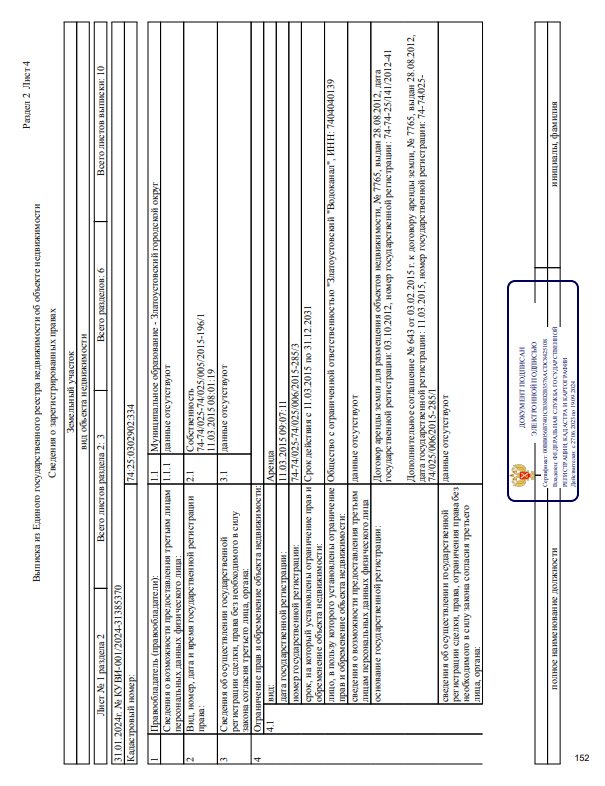 Раздел 2 Лист 4
Выписка из Единого государственного реестра недвижимости об объекте недвижимости
Сведения о зарегистрированных правах
Земельный участок
вид объекта недвижимости
Лист № 1 раздела 2 Всего листов раздела 2: 3 Всего разделов: 6 Всего листов выписки: 10
31.01.2024г. № КУВИ-001/2024-31385370
Кадастровый номер: 74:25:0302902:334
1 Правообладатель (правообладатели): 1.1 Муниципальное образование - Златоустовский городской округ
Сведения о возможности предоставления третьим лицам 1.1.1 данные отсутствуют
персональных данных физического лица:
2 Вид, номер, дата и время государственной регистрации 2.1 Собственность
права: 74-74/025-74/025/005/2015-196/1
11.03.2015 08:01:19
3 Сведения об осуществлении государственной 3.1 данные отсутствуют
регистрации сделки, права без необходимого в силу
закона согласия третьего лица, органа:
4 Ограничение прав и обременение объекта недвижимости:
4.1 вид: Аренда
дата государственной регистрации: 11.03.2015 09:07:11
номер государственной регистрации: 74-74/025-74/025/006/2015-285/3
срок, на который установлены ограничение прав и Срок действия с 11.03.2015 по 31.12.2031
обременение объекта недвижимости:
лицо, в пользу которого установлены ограничение Общество с ограниченной ответственностью "Златоустовский "Водоканал", ИНН: 7404040139
прав и обременение объекта недвижимости:
сведения о возможности предоставления третьим данные отсутствуют
лицам персональных данных физического лица
основание государственной регистрации: Договор аренды земли для размещения объектов недвижимости, № 7765, выдан 28.08.2012, дата
государственной регистрации: 03.10.2012, номер государственной регистрации: 74-74-25/141/2012-41
Дополнительное соглашение № 643 от 03.02.2015 г. к договору аренды земли, № 7765, выдан 28.08.2012,
дата государственной регистрации: 11.03.2015, номер государственной регистрации: 74-74/025-
74/025/006/2015-285/1
сведения об осуществлении государственной данные отсутствуют
регистрации сделки, права, ограничения права без
необходимого в силу закона согласия третьего
лица, органа:
ДОКУМЕНТ ПОДПИСАН
ЭЛЕКТРОННОЙ ПОДПИСЬЮ
Сертификат:
Владелец: ФЕДЕРАЛЬНАЯ СЛУЖБА ГОСУДАРСТВЕННОЙ
РЕГИСТРАЦИИ, КАДАСТРА И КАРТОГРАФИИ
Действителен: с 27.06.2023 по 19.09.2024
полное наименование должности инициалы, фамилия
152